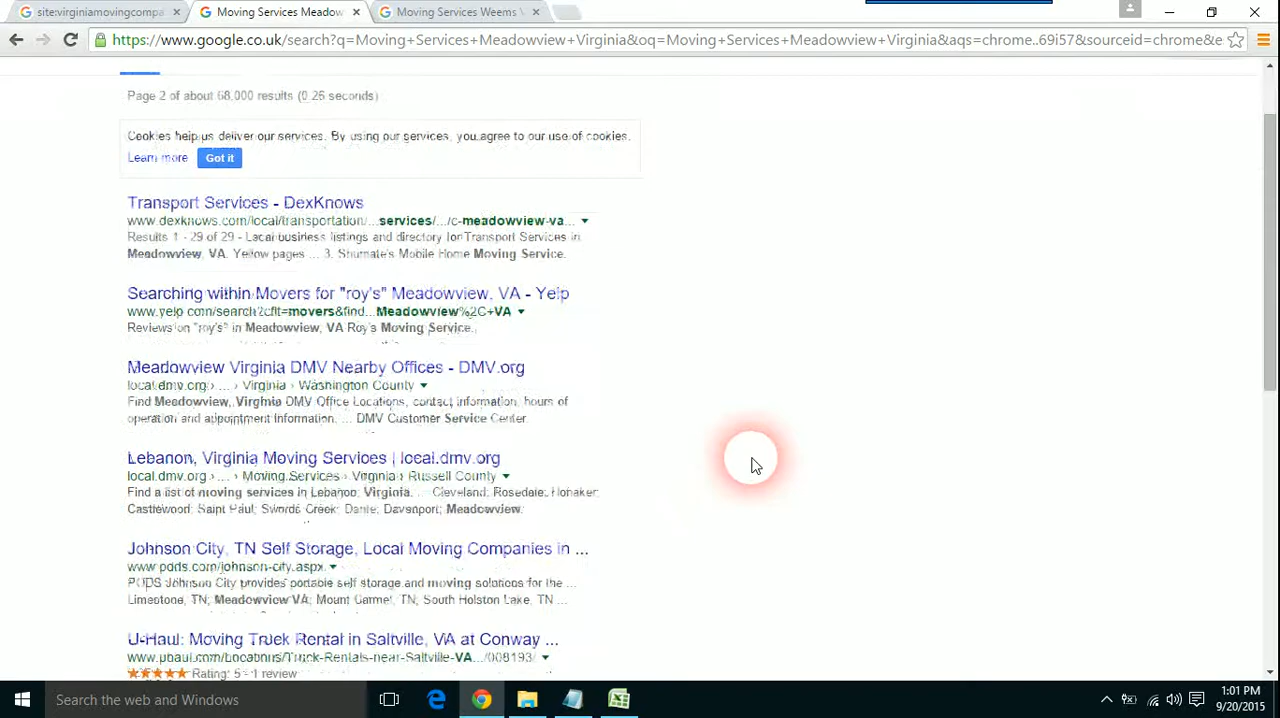 site:virginiamovingcompa
Moving Services Meadow
Moving Services Weems V
https://www.google.co.uk/search?q=Moving+Services+Meadowview+Virginia&oq=Moving+Services+Meadowview+Virginia&aqs=chrome..69i57&sourceid=chrome&e
Page 2 of about 68,000 results (0.26 seconds)
Cookies help us deliver our services. By using our services, you agree to our use of cookies.
Learn more Got it
Transport Services - DexKnows
www.dexknows.com/local/transportation/...services/.../c-meadowview-va...
Results 1 - 29 of 29 - Local business listings and directory for Transport Services in
Meadowview, VA. Yellow pages ... 3. Shumate's Mobile Home Moving Service.
Searching within Movers for "roy's" Meadowview, VA - Yelp
www.yelp.com/search?cflt=movers&find...Meadowview%2C+VA
Reviews on "roy's" in Meadowview, VA Roy's Moving Service.
Meadowview Virginia DMV Nearby Offices - DMV.org
local.dmv.org › ... › Virginia › Washington County
Find Meadowview, Virginia DMV Office Locations, contact information, hours of
operation and appointment information. ... DMV Customer Service Center.
Lebanon, Virginia Moving Services | local.dmv.org
local.dmv.org › ... › Moving Services › Virginia › Russell County
Find a list of moving services in Lebanon, Virginia. ... Cleveland; Rosedale; Honaker;
Castlewood; Saint Paul; Swords Creek; Dante; Davenport; Meadowview.
Johnson City, TN Self Storage, Local Moving Companies in ...
www.pods.com/johnson-city.aspx
PODS Johnson City provides portable self storage and moving solutions for the ...
Limestone, TN; Meadowview VA; Mount Carmel, TN; South Holston Lake, TN ...
U-Haul: Moving Truck Rental in Saltville, VA at Conway ...
www.uhaul.com/Locations/Truck-Rentals-near-Saltville-VA.../008193/
Rating: 5 - 1 review
Search the web and Windows
1:01 PM
9/20/2015